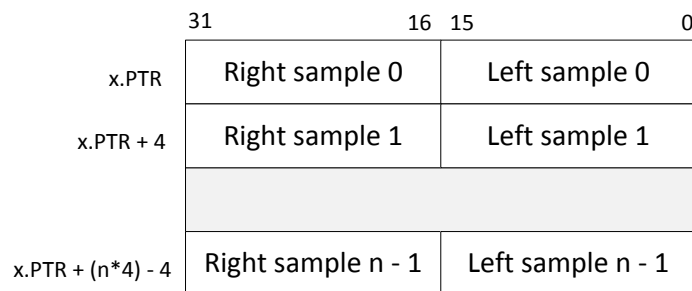 31 16 15 0
x.PTR Right sample 0 Left sample 0
x.PTR + 4 Right sample 1 Left sample 1
x.PTR + (n*4) - 4 Right sample n - 1 Left sample n - 1